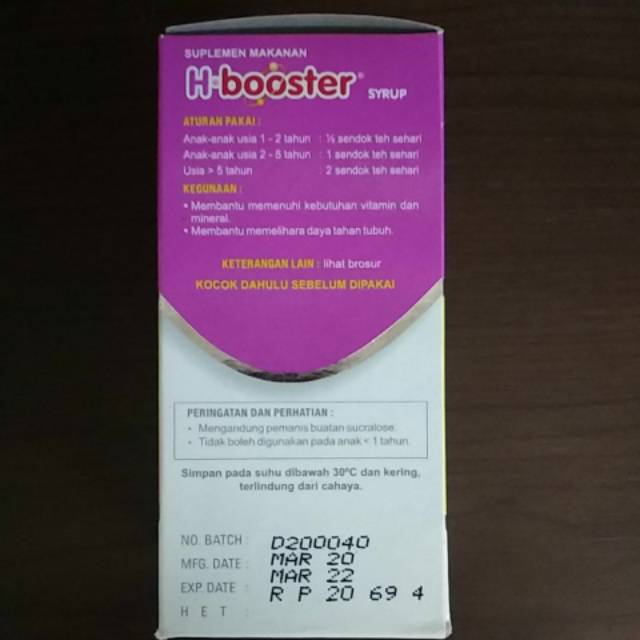 SUPLEMEN MAKANAN
H-booster® SYRUP
ATURAN PAKAI :
Anak-anak usia 1 - 2 tahun : ½ sendok teh sehari
Anak-anak usia 2 - 5 tahun : 1 sendok teh sehari
Usia > 5 tahun : 2 sendok teh sehari
KEGUNAAN :
• Membantu memenuhi kebutuhan vitamin dan
mineral.
• Membantu memelihara daya tahan tubuh.
KETERANGAN LAIN : lihat brosur
KOCOK DAHULU SEBELUM DIPAKAI
PERINGATAN DAN PERHATIAN :
• Mengandung pemanis buatan sucralose.
• Tidak boleh digunakan pada anak < 1 tahun.
Simpan pada suhu dibawah 30ºC dan kering,
terlindung dari cahaya.
NO. BATCH : D200040
MFG. DATE : MAR 20
EXP. DATE : MAR 22
H E T : R P 20 69 4